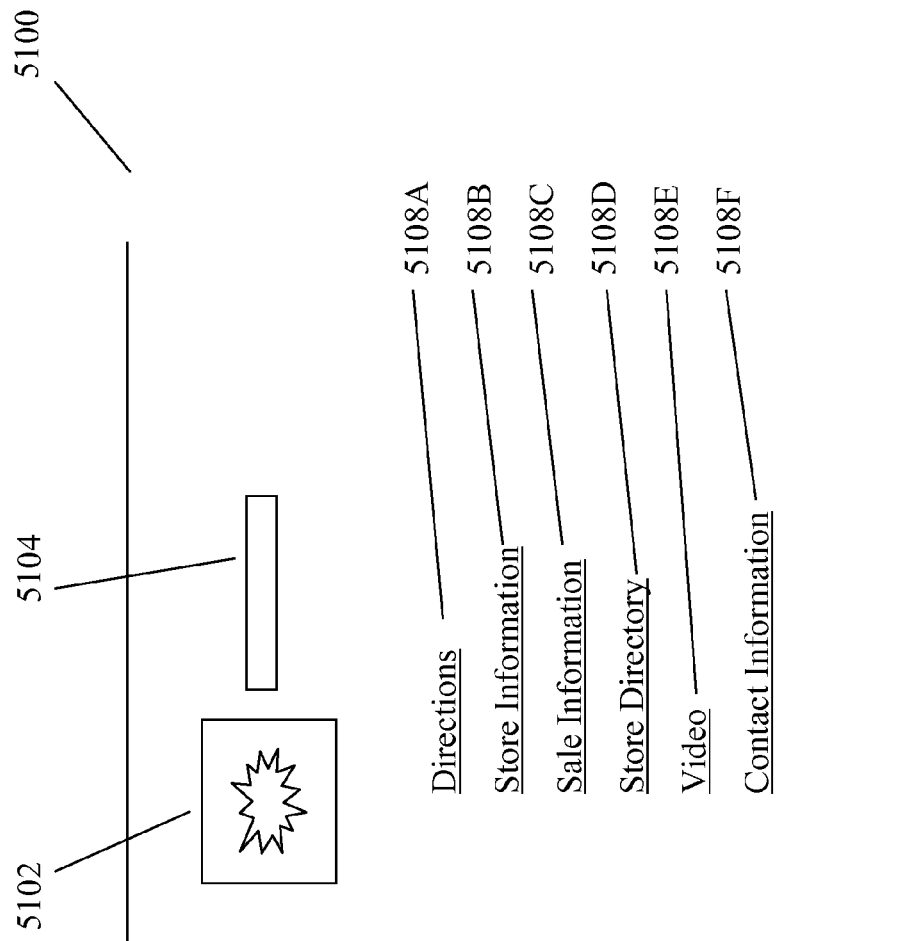 5102 5104 5100
Directions 5108A
Store Information 5108B
Sale Information 5108C
Store Directory 5108D
Video 5108E
Contact Information 5108F